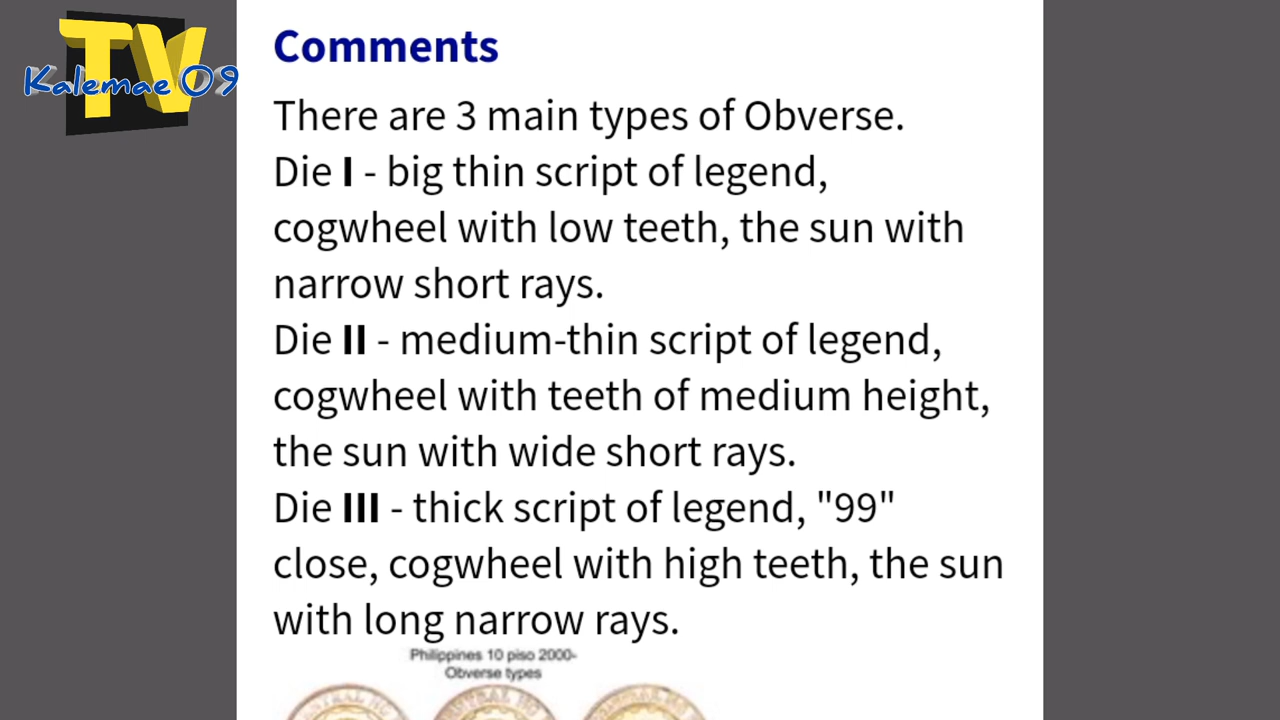 TV
Kalemae 09
Comments
There are 3 main types of Obverse.
Die I - big thin script of legend,
cogwheel with low teeth, the sun with
narrow short rays.
Die II - medium-thin script of legend,
cogwheel with teeth of medium height,
the sun with wide short rays.
Die III - thick script of legend, "99"
close, cogwheel with high teeth, the sun
with long narrow rays.
Philippines 10 piso 2000-
Obverse types